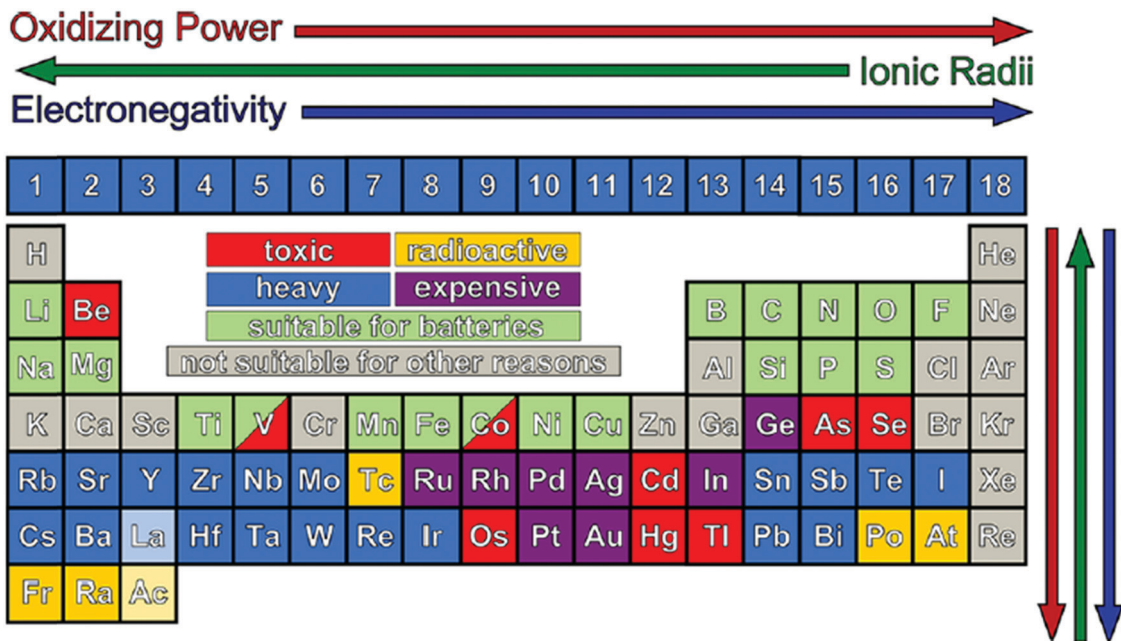 Oxidizing Power
Ionic Radii
Electronegativity
1 2 3 4 5 6 7 8 9 10 11 12 13 14 15 16 17 18
H toxic radioactive He
heavy expensive
Li Be suitable for batteries B C N O F Ne
Na Mg not suitable for other reasons Al Si P S Cl Ar
K Ca Sc Ti V Cr Mn Fe Co Ni Cu Zn Ga Ge As Se Br Kr
Rb Sr Y Zr Nb Mo Tc Ru Rh Pd Ag Cd In Sn Sb Te I Xe
Cs Ba La Hf Ta W Re Ir Os Pt Au Hg Tl Pb Bi Po At Re
Fr Ra Ac